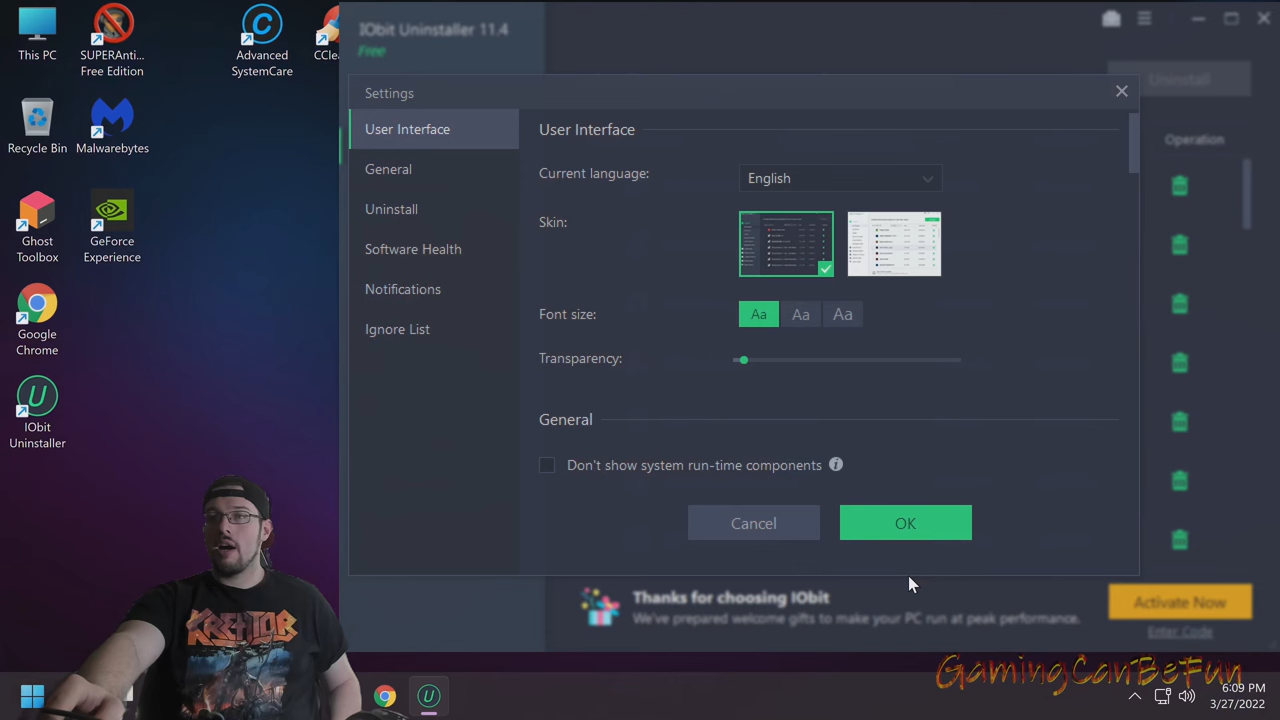 This PC
SUPERAnti...
Free Edition
Advanced
SystemCare
CClea
Recycle Bin
Malwarebytes
Ghost
Toolbox
GeForce
Experience
Google
Chrome
IObit
Uninstaller
IObit Uninstaller 11.4
Free
Uninstall
Operation
Settings
User Interface
General
Uninstall
Software Health
Notifications
Ignore List
User Interface
Current language:
English
Skin:
Font size:
Aa Aa Aa
Transparency:
General
Don't show system run-time components
Cancel
OK
Thanks for choosing IObit
We've prepared welcome gifts to make your PC run at peak performance.
Activate Now
Enter Code
KREATOR
GamingCanBeFun
6:09 PM
3/27/2022